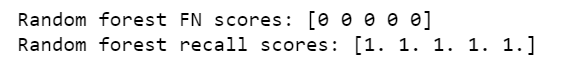 Random forest FN scores: [0 0 0 0 0]
Random forest recall scores: [1. 1. 1. 1. 1.]